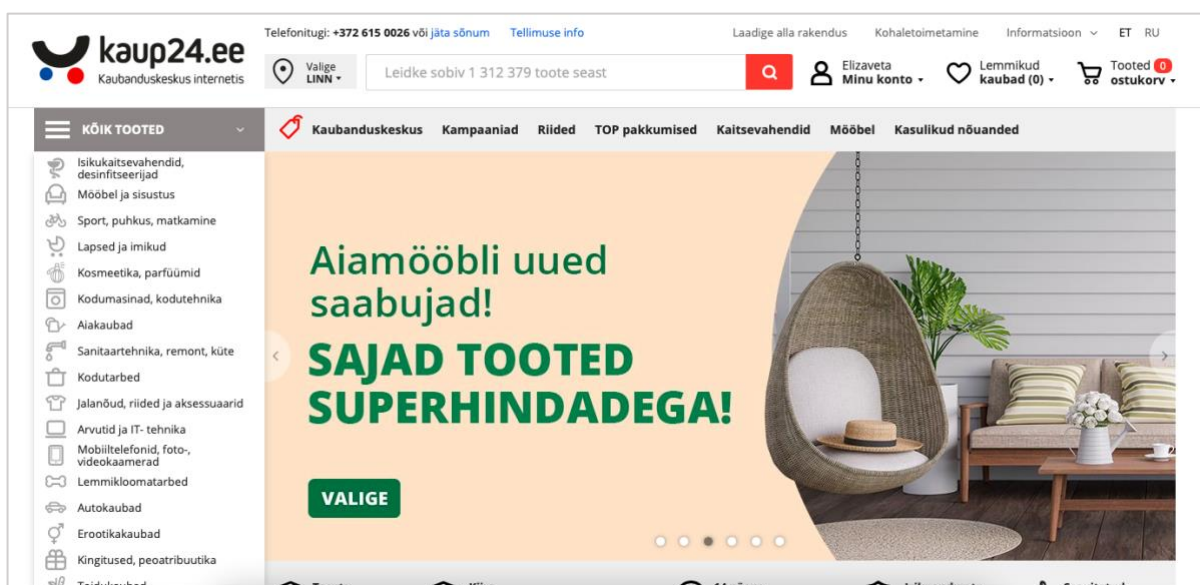 Telefonitugi: +372 615 0026 või jäta sõnum Tellimuse info
Laadige alla rakendus Kohaletoimetamine Informatsioon ET RU
kaup24.ee
Kaubanduskeskus internetis
Valige
LINN
Leidke sobiv 1 312 379 toote seast
Elizaveta
Minu konto
Lemmikud
kaubad (0)
Tooted 0
ostukorv
KÕIK TOOTED
Kaubanduskeskus Kampaaniad Riided TOP pakkumised Kaitsevahendid Mööbel Kasulikud nõuanded
Isikukaitsevahendid,
desinfitseerijad
Mööbel ja sisustus
Sport, puhkus, matkamine
Lapsed ja imikud
Kosmeetika, parfüümid
Kodumasinad, kodutehnika
Aiakaubad
Sanitaartehnika, remont, küte
Kodutarbed
Jalanõud, riided ja aksessuaarid
Arvutid ja IT- tehnika
Mobiiltelefonid, foto-,
videokaamerad
Lemmikloomatarbed
Autokaubad
Erootikakaubad
Kingitused, peoatribuutika
Aiamööbli uued
saabujad!
SAJAD TOOTED
SUPERHINDADEGA!
VALIGE